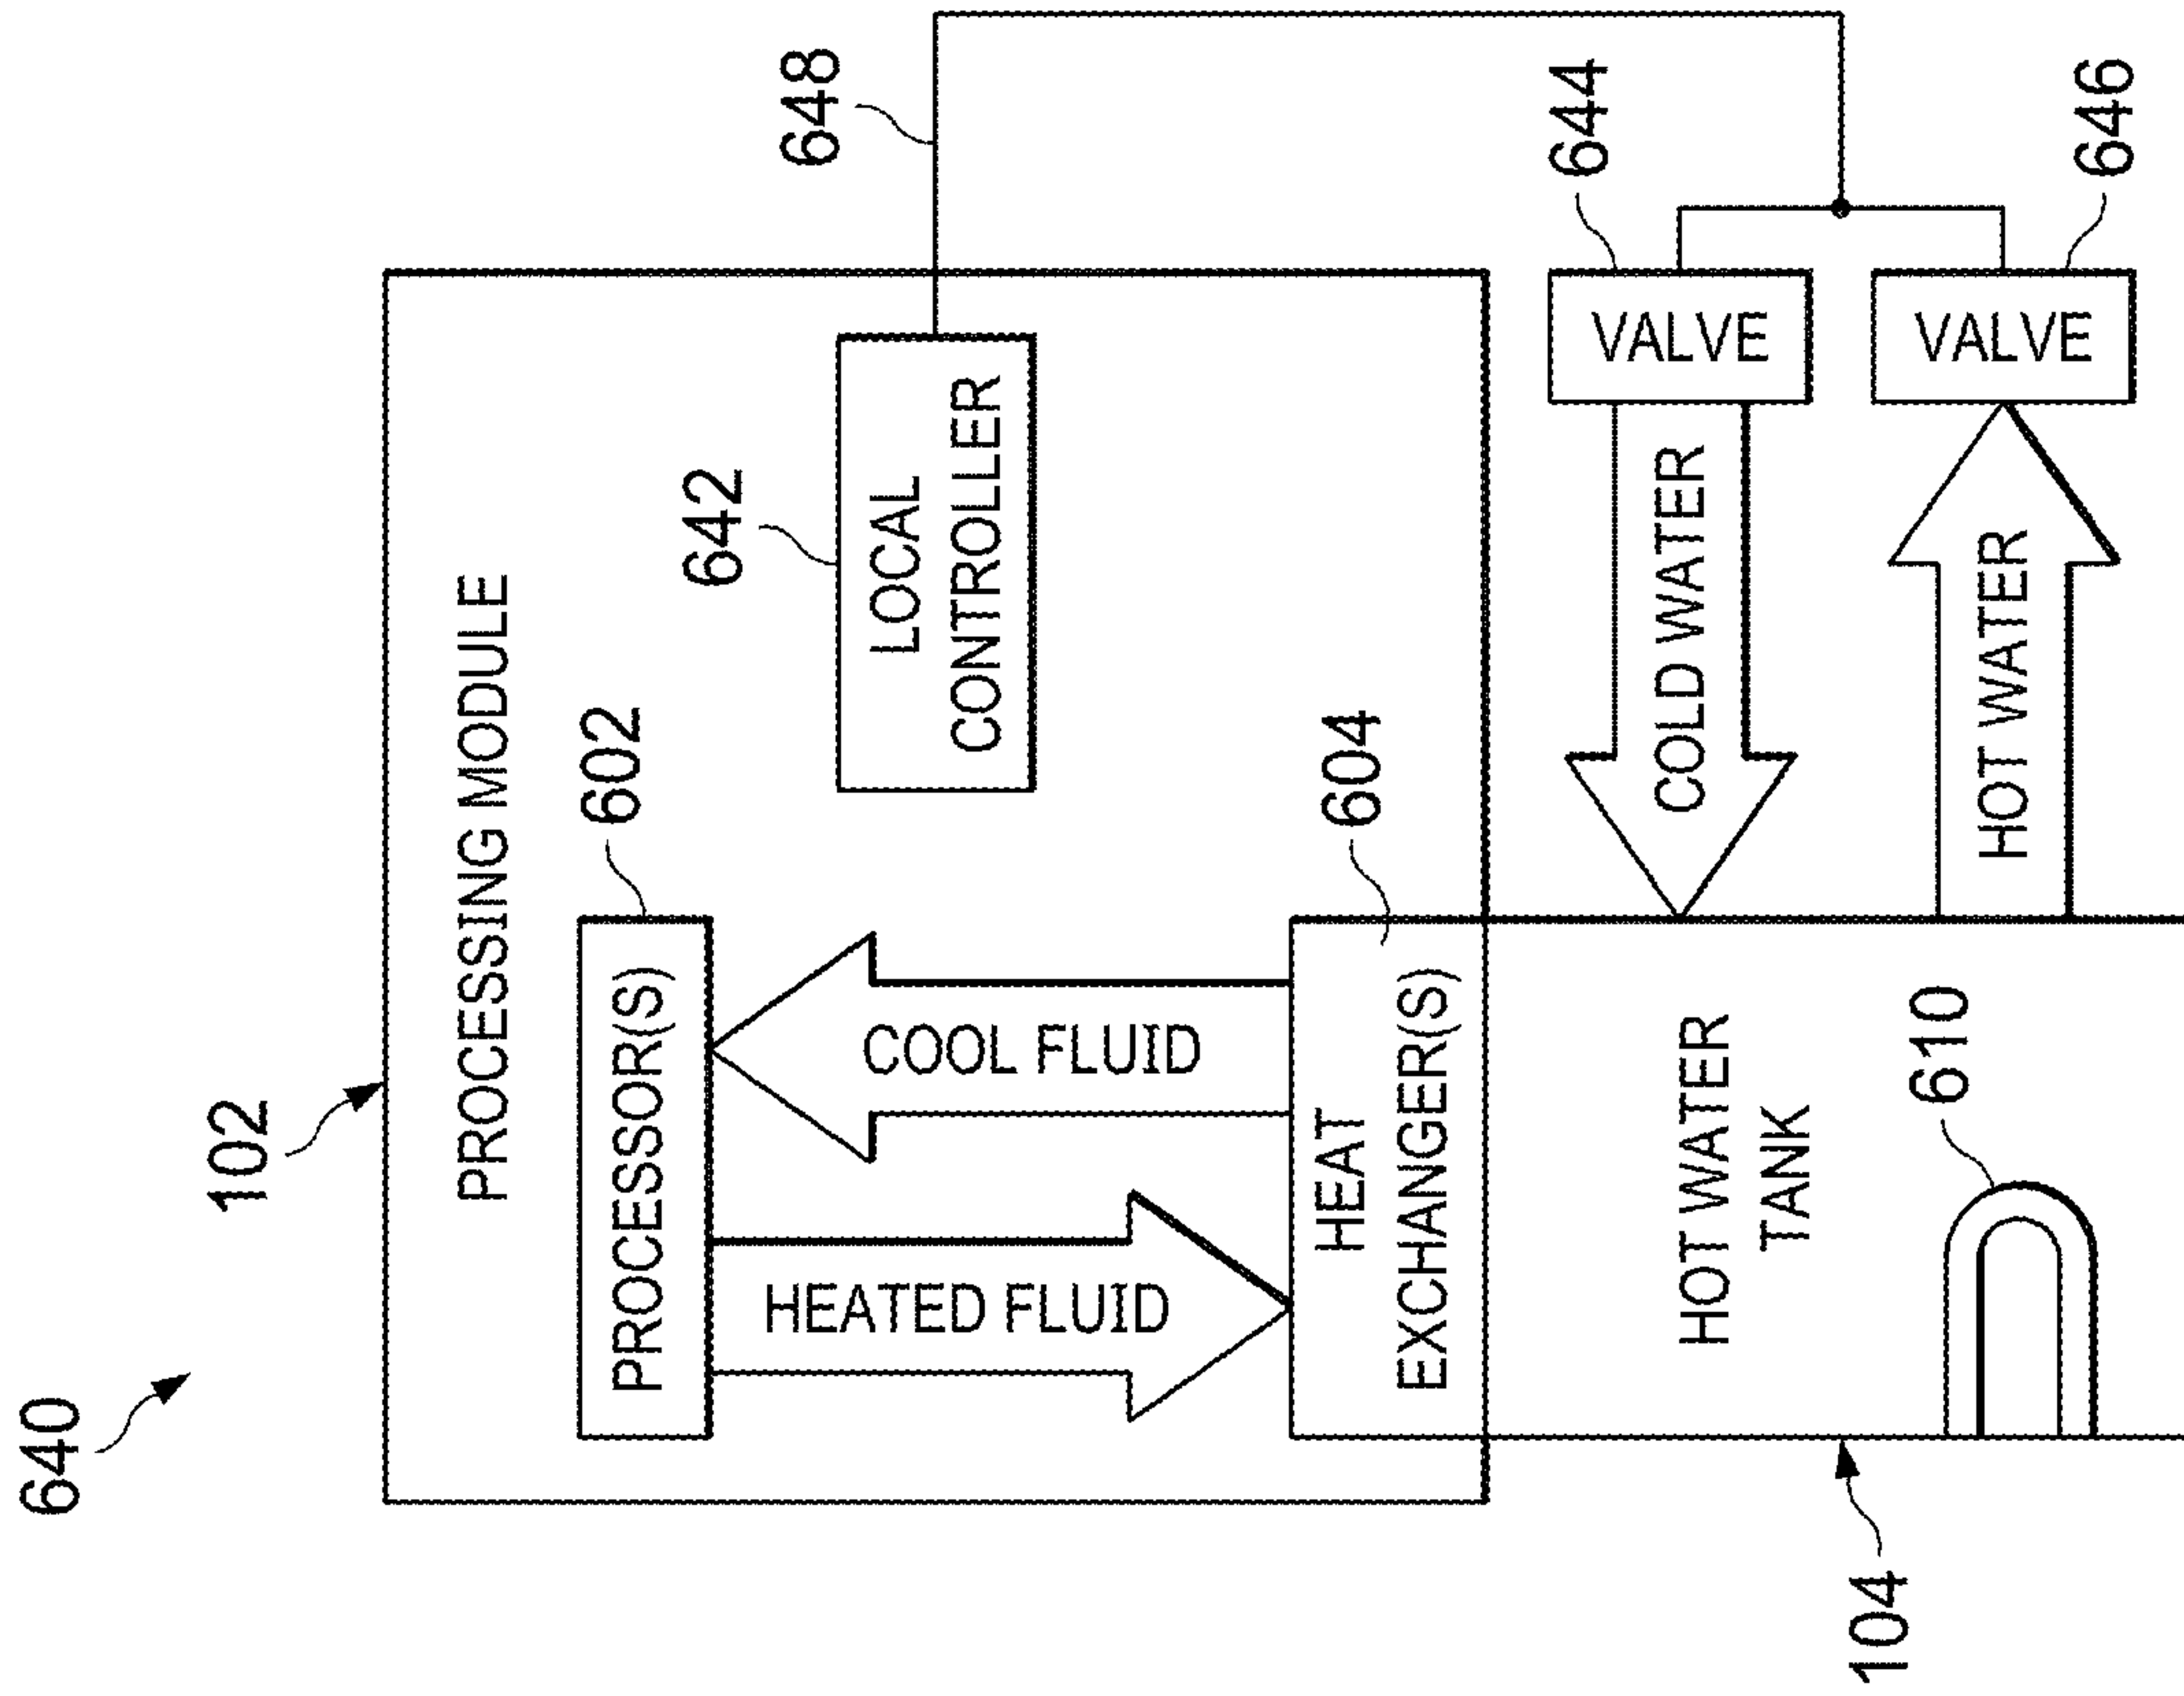 640
102
PROCESSING MODULE
602
PROCESSOR(S)
642
LOCAL
CONTROLLER
648
HEATED FLUID
COOL FLUID
604
HEAT
EXCHANGER(S)
104
HOT WATER
TANK
610
COLD WATER
VALVE
644
HOT WATER
VALVE
646